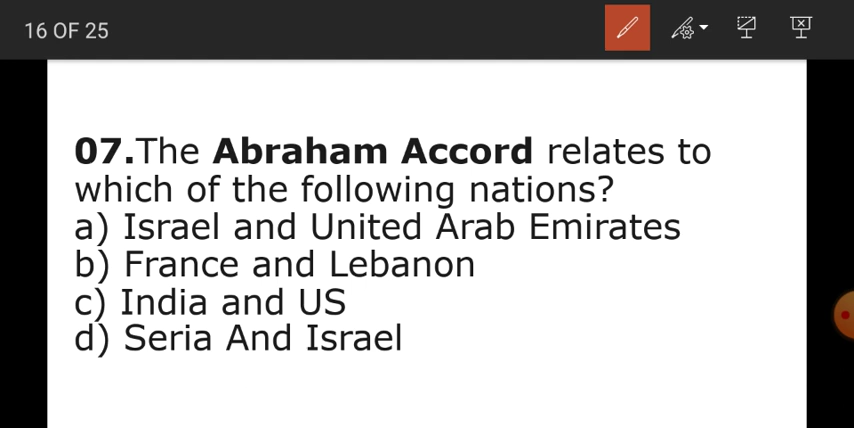 16 OF 25
07.The Abraham Accord relates to
which of the following nations?
a) Israel and United Arab Emirates
b) France and Lebanon
c) India and US
d) Seria And Israel